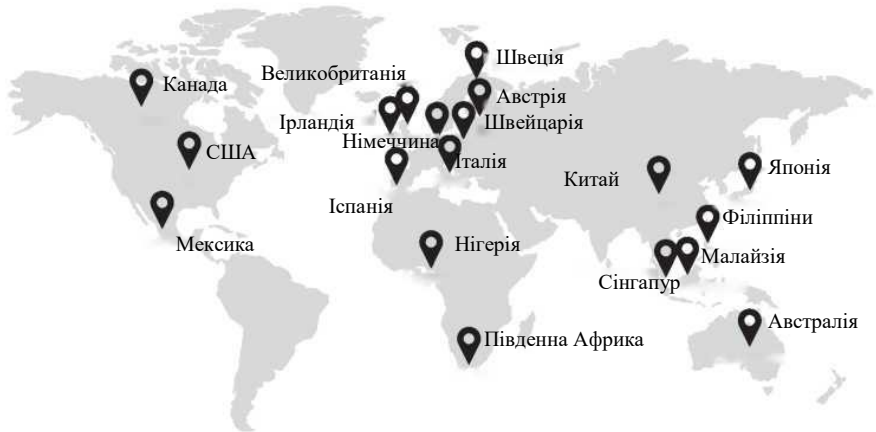 Швеція
Великобританія
Канада
Австрія
Ірландія
Швейцарія
Німеччина
США
Італія
Японія
Китай
Іспанія
Філіппіни
Мексика
Нігерія
Малайзія
Сінгапур
Австралія
Південна Африка